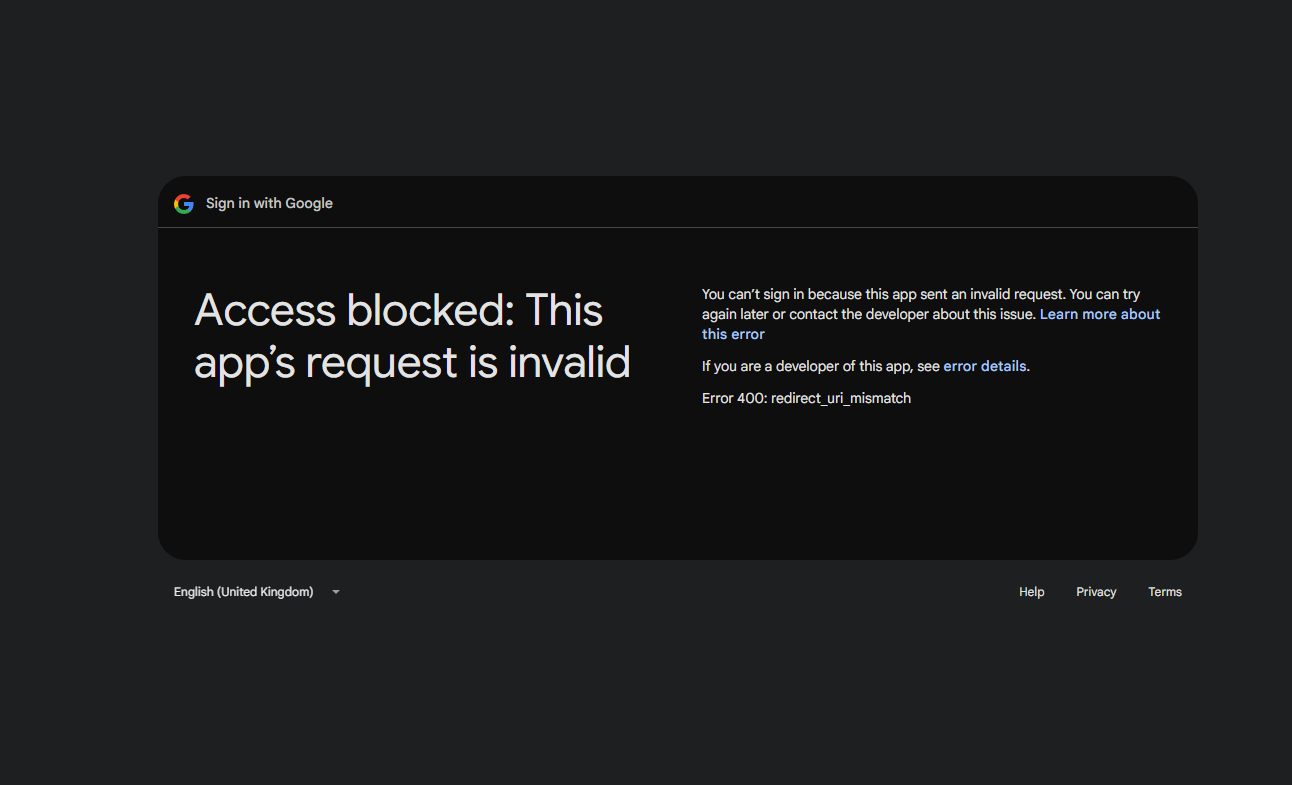 Sign in with Google
Access blocked: This
app’s request is invalid
You can’t sign in because this app sent an invalid request. You can try
again later or contact the developer about this issue. Learn more about
this error
If you are a developer of this app, see error details.
Error 400: redirect_uri_mismatch
English (United Kingdom)
Help
Privacy
Terms